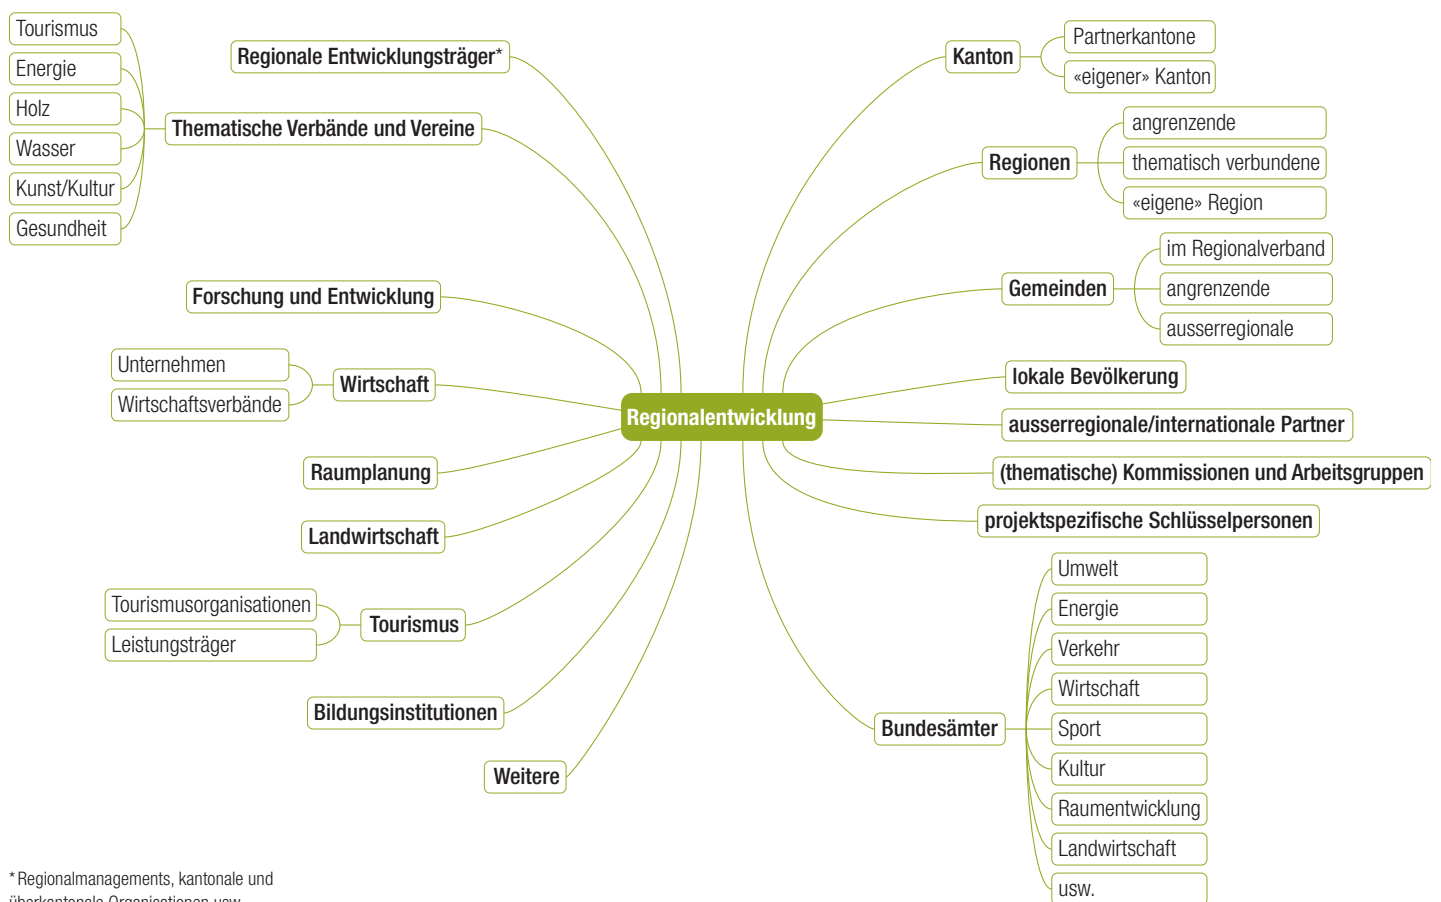 Tourismus
Energie
Holz
Wasser
Kunst/Kultur
Gesundheit
Regionale Entwicklungsträger*
Thematische Verbände und Vereine
Forschung und Entwicklung
Unternehmen
Wirtschaftsverbände
Wirtschaft
Raumplanung
Landwirtschaft
Tourismusorganisationen
Leistungsträger
Tourismus
Bildungsinstitutionen
Weitere
Regionalentwicklung
Kanton
Partnerkantone
«eigener» Kanton
Regionen
angrenzende
thematisch verbundene
«eigene» Region
Gemeinden
im Regionalverband
angrenzende
ausserregionale
lokale Bevölkerung
ausserregionale/internationale Partner
(thematische) Kommissionen und Arbeitsgruppen
projektspezifische Schlüsselpersonen
Bundesämter
Umwelt
Energie
Verkehr
Wirtschaft
Sport
Kultur
Raumentwicklung
Landwirtschaft
usw.
* Regionalmanagements, kantonale und
überkantonale Organisationen usw.